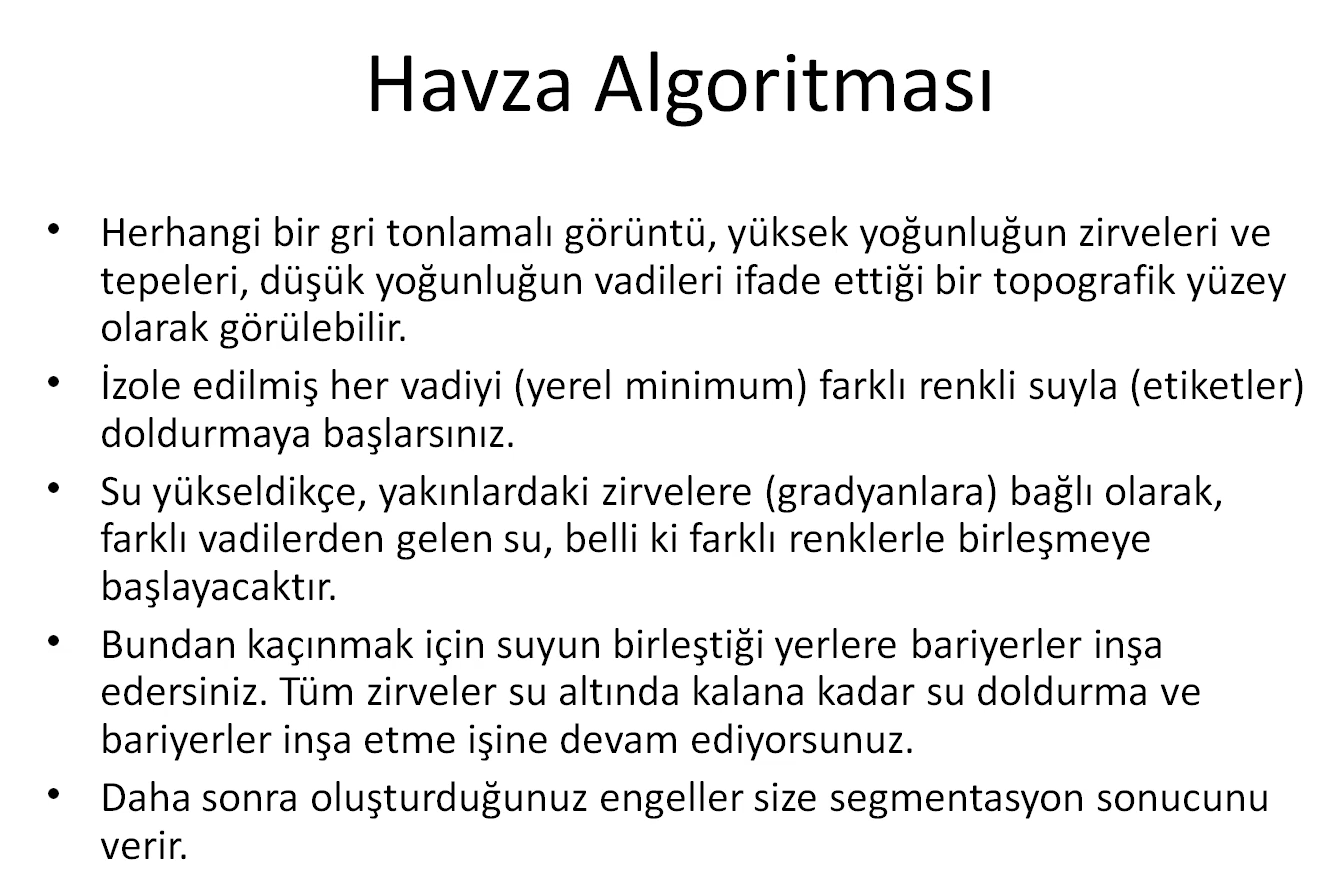 Havza Algoritması
• Herhangi bir gri tonlamalı görüntü, yüksek yoğunluğun zirveleri ve
tepeleri, düşük yoğunluğun vadileri ifade ettiği bir topografik yüzey
olarak görülebilir.
• İzole edilmiş her vadiyi (yerel minimum) farklı renkli suyla (etiketler)
doldurmaya başlarsınız.
• Su yükseldikçe, yakınlardaki zirvelere (gradyanlara) bağlı olarak,
farklı vadilerden gelen su, belli ki farklı renklerle birleşmeye
başlayacaktır.
• Bundan kaçınmak için suyun birleştiği yerlere bariyerler inşa
edersiniz. Tüm zirveler su altında kalana kadar su doldurma ve
bariyerler inşa etme işine devam ediyorsunuz.
• Daha sonra oluşturduğunuz engeller size segmentasyon sonucunu
verir.